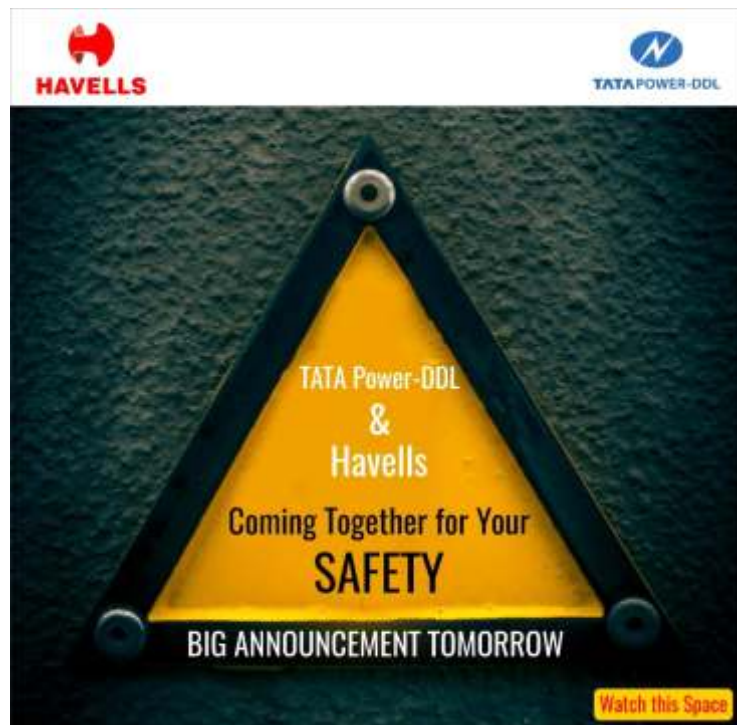 HAVELLS
TATA POWER-DDL
TATA Power-DDL
&
Havells
Coming Together for Your
SAFETY
BIG ANNOUNCEMENT TOMORROW
Watch this Space